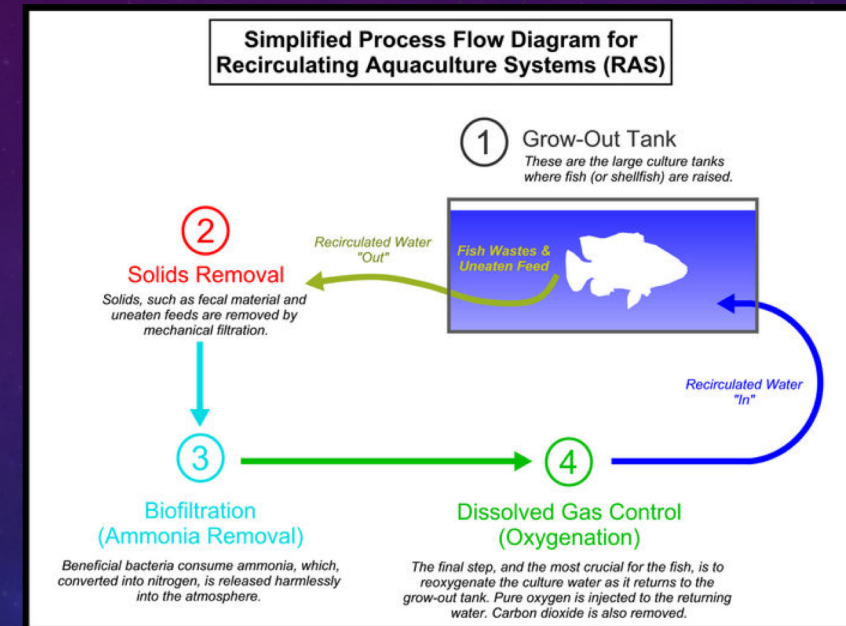 Simplified Process Flow Diagram for
Recirculating Aquaculture Systems (RAS)
1
Grow-Out Tank
These are the large culture tanks
where fish (or shellfish) are raised.
2
Solids Removal
Solids, such as fecal material and
uneaten feeds are removed by
mechanical filtration.
Recirculated Water
"Out"
Fish Wastes &
Uneaten Feed
Recirculated Water
"In"
3
Biofiltration
(Ammonia Removal)
Beneficial bacteria consume ammonia, which,
converted into nitrogen, is released harmlessly
into the atmosphere.
4
Dissolved Gas Control
(Oxygenation)
The final step, and the most crucial for the fish, is to
reoxygenate the culture water as it returns to the
grow-out tank. Pure oxygen is injected to the returning
water. Carbon dioxide is also removed.